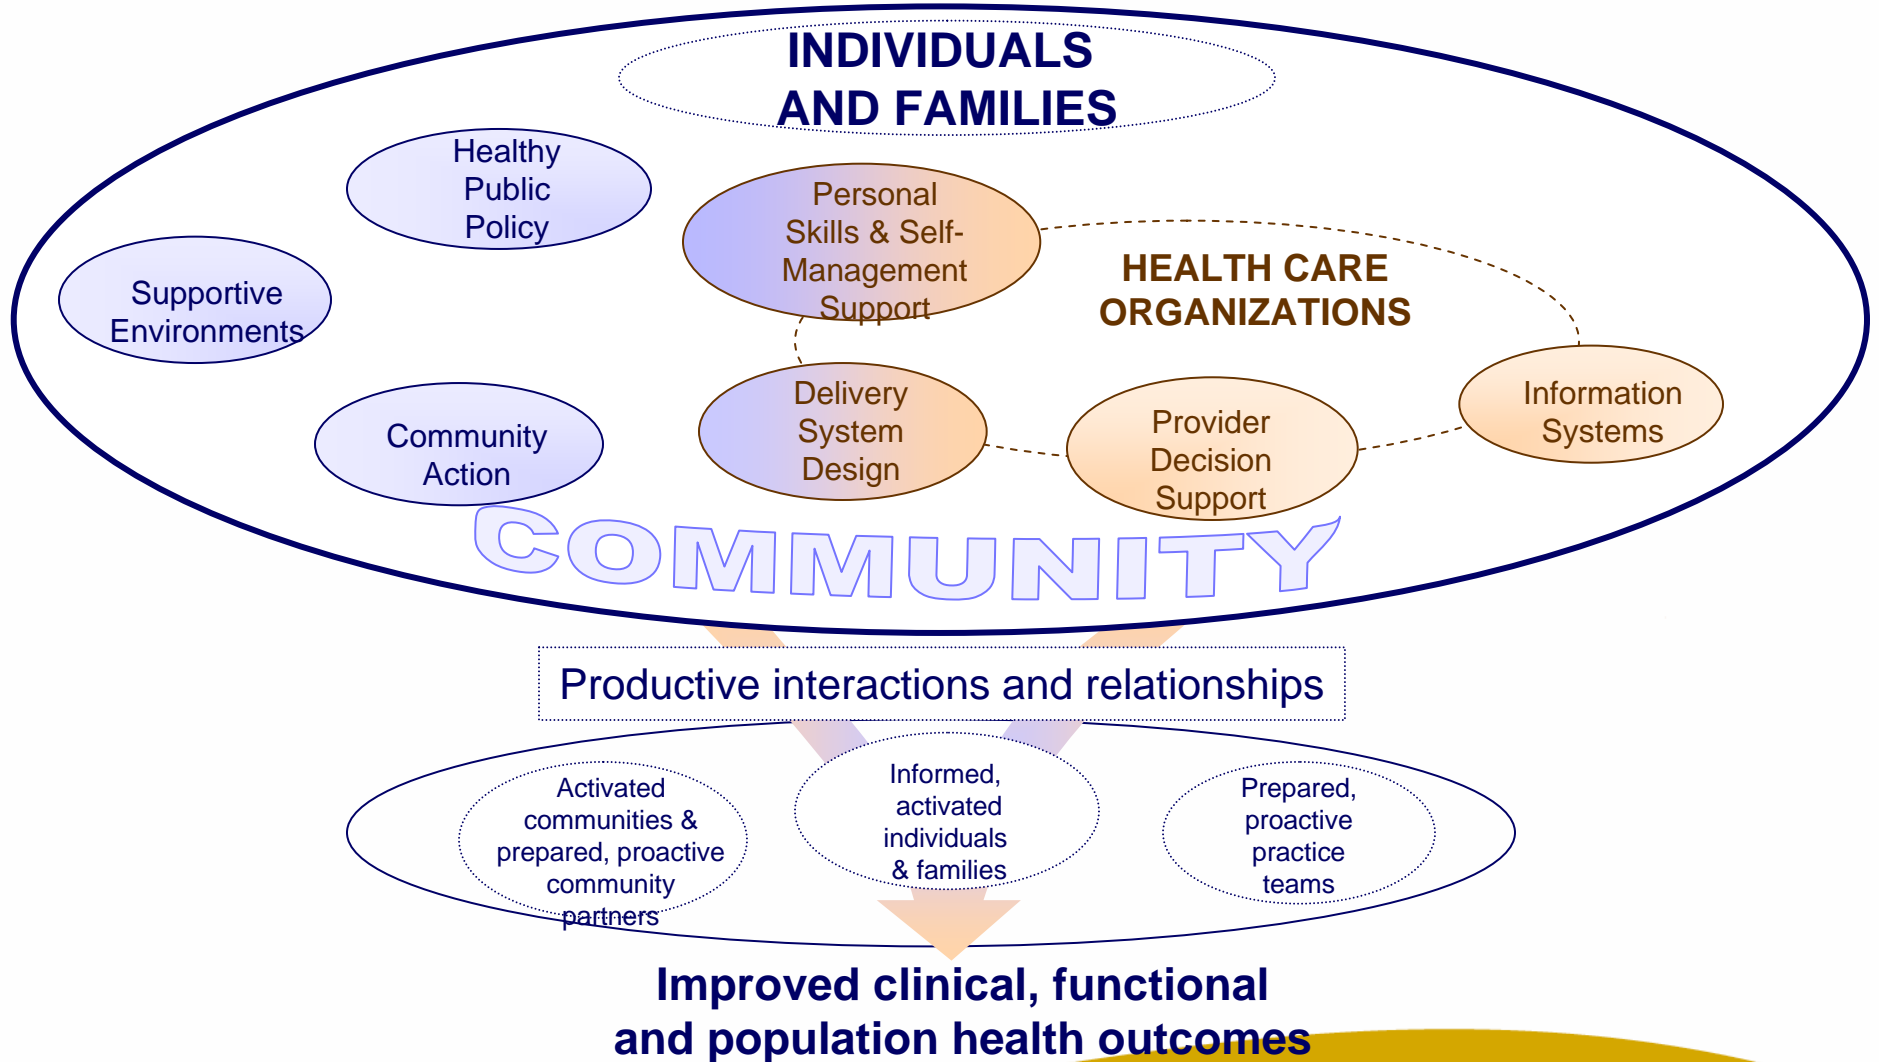 INDIVIDUALS
AND FAMILIES
Healthy
Public
Policy
Supportive
Environments
Community
Action
Personal
Skills & Self-
Management
Support
HEALTH CARE
ORGANIZATIONS
Delivery
System
Design
Provider
Decision
Support
Information
Systems
COMMUNITY
Productive interactions and relationships
Activated
communities &
prepared, proactive
community
partners
Informed,
activated
individuals
& families
Prepared,
proactive
practice
teams
Improved clinical, functional
and population health outcomes